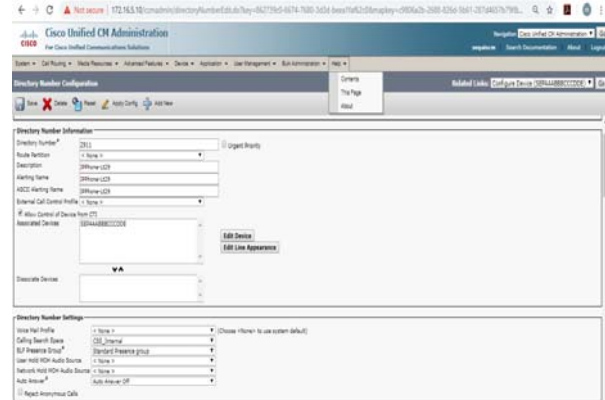 Not secure | 172.16.5.10/ccmadmin/directoryNumberEdit.do?key=
Cisco Unified CM Administration
Navigation Cisco Unified CM Administration
CISCO For Cisco Unified Communications Solutions
Search Documentation About Logout
System Call Routing Media Resources Advanced Features Device Application User Management Bulk Administration Help
Contents
This Page
About
Directory Number Configuration Related Links: Configure Device (SEPAAABBBCCCDDD)
Save Delete Reset Apply Config Add New
Directory Number Information
Directory Number* 2911 Urgent Priority
Route Partition < None >
Description
Alerting Name
ASCII Alerting Name
External Call Control Profile < None >
Allow Control of Device from CTI
Associated Devices
Edit Device
Edit Line Appearance
Dissociate Devices
Directory Number Settings
Voice Mail Profile < None > (Choose <None> to use system default)
Calling Search Space CSS_Internal
BLF Presence Group* Standard Presence group
User Hold MOH Audio Source < None >
Network Hold MOH Audio Source < None >
Auto Answer* Auto Answer Off
Reject Anonymous Calls